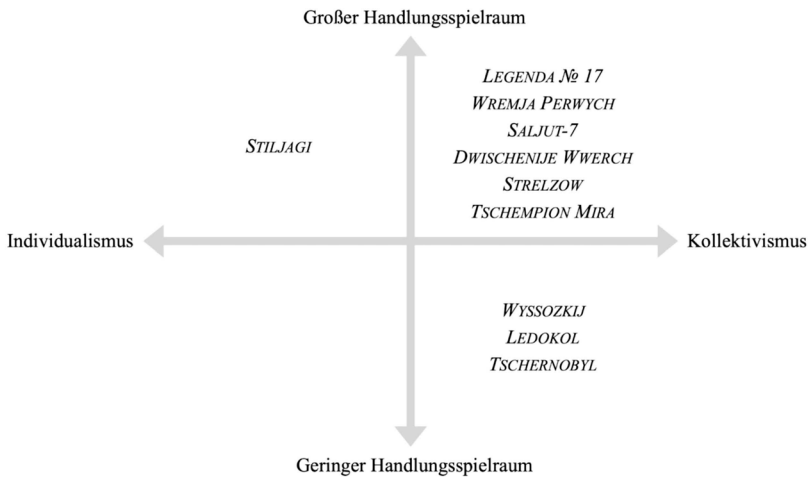 Großer Handlungsspielraum
LEGENDA № 17
WREMJA PERWYCH
SALJUT-7
STILJAGI
DWISCHENIJE WWERCH
STRELZOW
TSCHEMPION MIRA
Individualismus
Kollektivismus
WYSSOZKIJ
LEDOKOL
TSCHERNOBYL
Geringer Handlungsspielraum